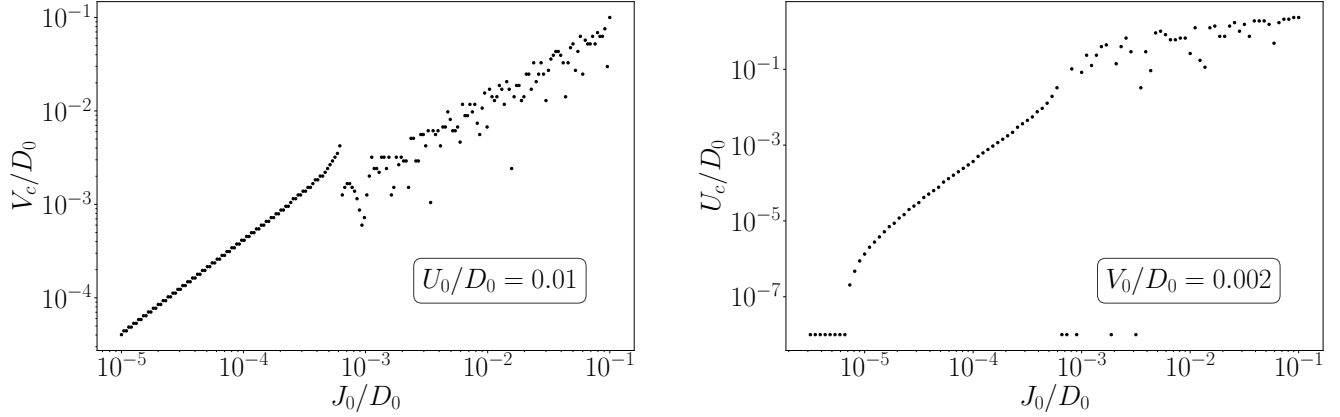 10^{-1}
10^{-2}
10^{-3}
10^{-4}
V_c/D_0
U_0/D_0 = 0.01
10^{-5} 10^{-4} 10^{-3} 10^{-2} 10^{-1}
J_0/D_0
10^{-1}
10^{-3}
10^{-5}
10^{-7}
U_c/D_0
V_0/D_0 = 0.002
10^{-5} 10^{-4} 10^{-3} 10^{-2} 10^{-1}
J_0/D_0